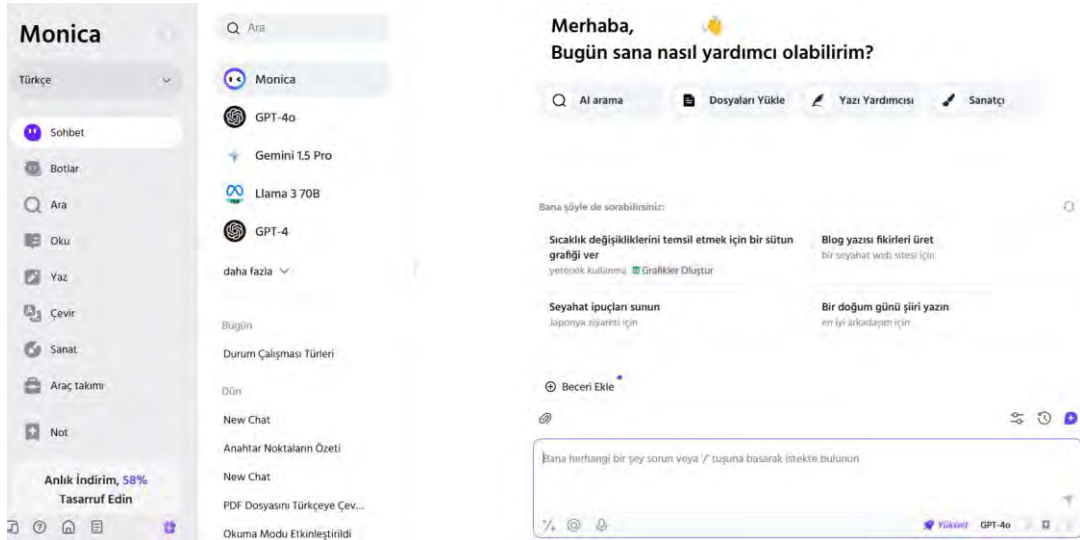 Monica
Türkçe
Sohbet
Botlar
Ara
Oku
Yaz
Çevir
Sanat
Araç takımı
Not
Anlık İndirim, 58%
Tasarruf Edin
Ara
Monica
GPT-4o
Gemini 1.5 Pro
Llama 3 70B
GPT-4
daha fazla
Bugün
Durum Çalışması Türleri
Dün
New Chat
Anahtar Noktaların Özeti
New Chat
PDF Dosyasını Türkçeye Çev...
Okuma Modu Etkinleştirildi
Merhaba,
Bugün sana nasıl yardımcı olabilirim?
AI arama
Dosyaları Yükle
Yazı Yardımcısı
Sanatçı
Bana şöyle de sorabilirsiniz:
Sıcaklık değişikliklerini temsil etmek için bir sütun
grafiği ver
yetenek kullanma Grafikler Oluştur
Blog yazısı fikirleri üret
bir seyahat web sitesi için
Seyahat ipuçları sunun
Japonya ziyareti için
Bir doğum günü şiiri yazın
en iyi arkadaşım için
Beceri Ekle
Bana herhangi bir şey sorun veya '/' tuşuna basarak istekte bulunun
Yükselt GPT-4o